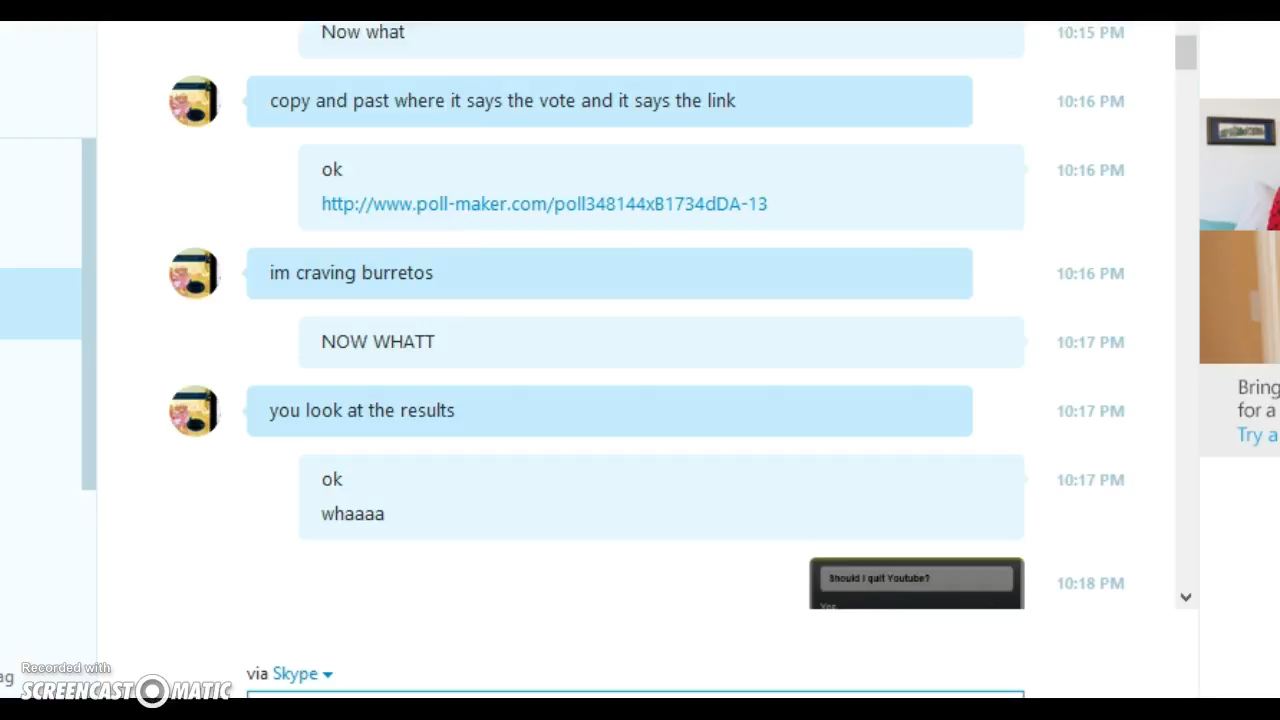 Now what
10:15 PM
copy and past where it says the vote and it says the link
10:16 PM
ok
10:16 PM
http://www.poll-maker.com/poll348144xB1734dDA-13
im craving burretos
10:16 PM
NOW WHATT
10:17 PM
you look at the results
10:17 PM
ok
10:17 PM
whaaaa
Should I quit Youtube?
Yes
10:18 PM
Bring
for a
Try a
via Skype
ag
Recorded with
SCREENCAST MATIC